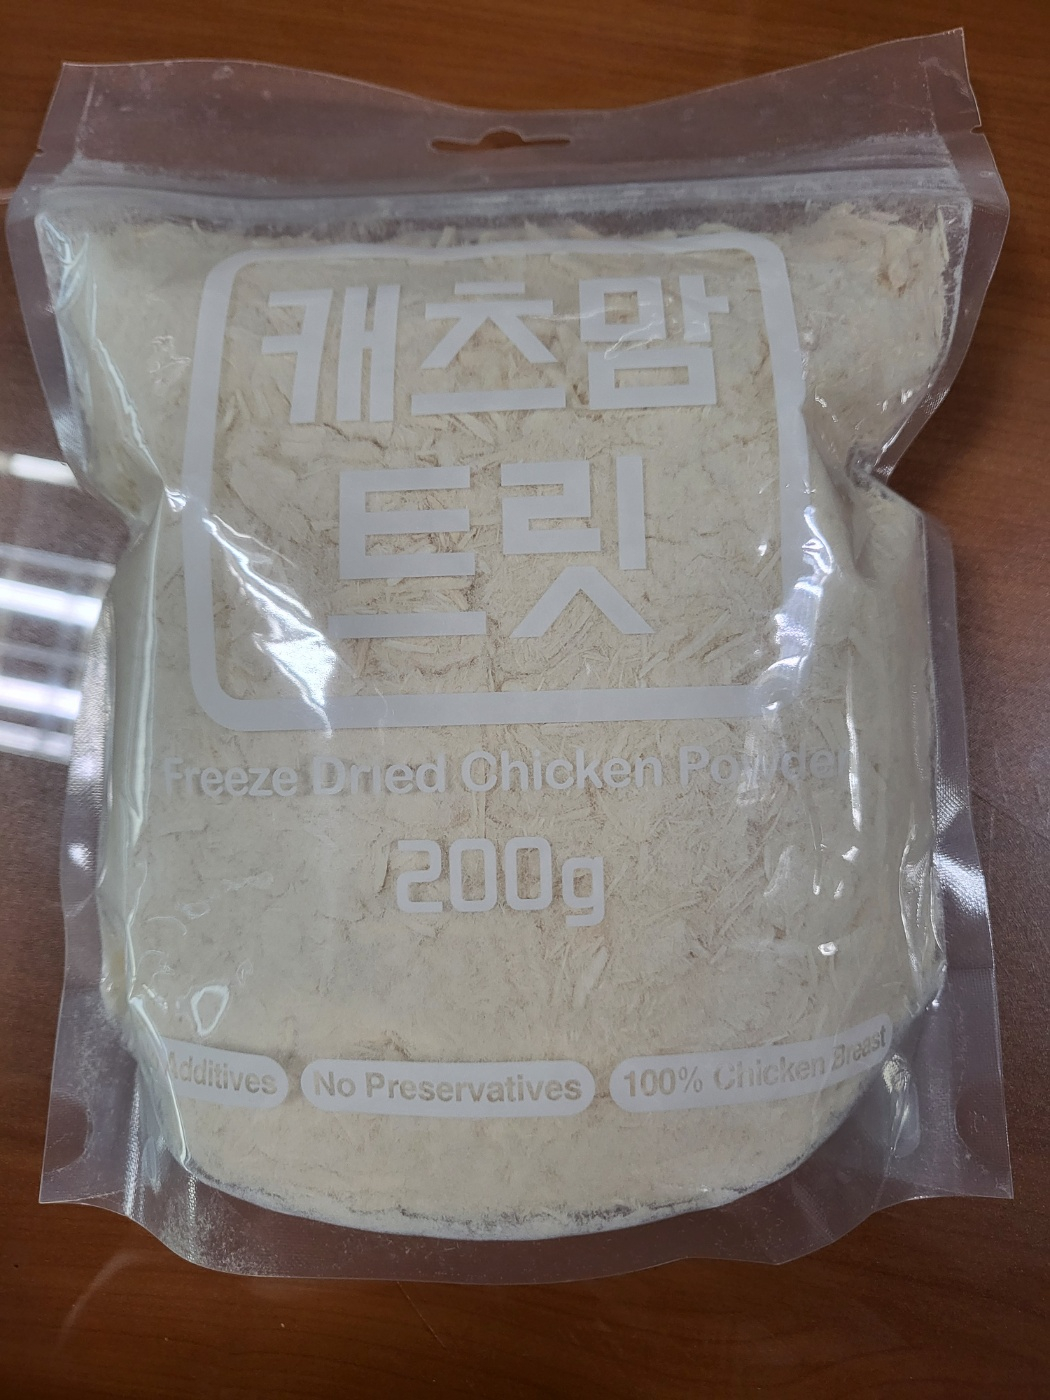 캐츠맘
트릿
Freeze Dried Chicken Powder
200g
Additives No Preservatives 100% Chicken Breast